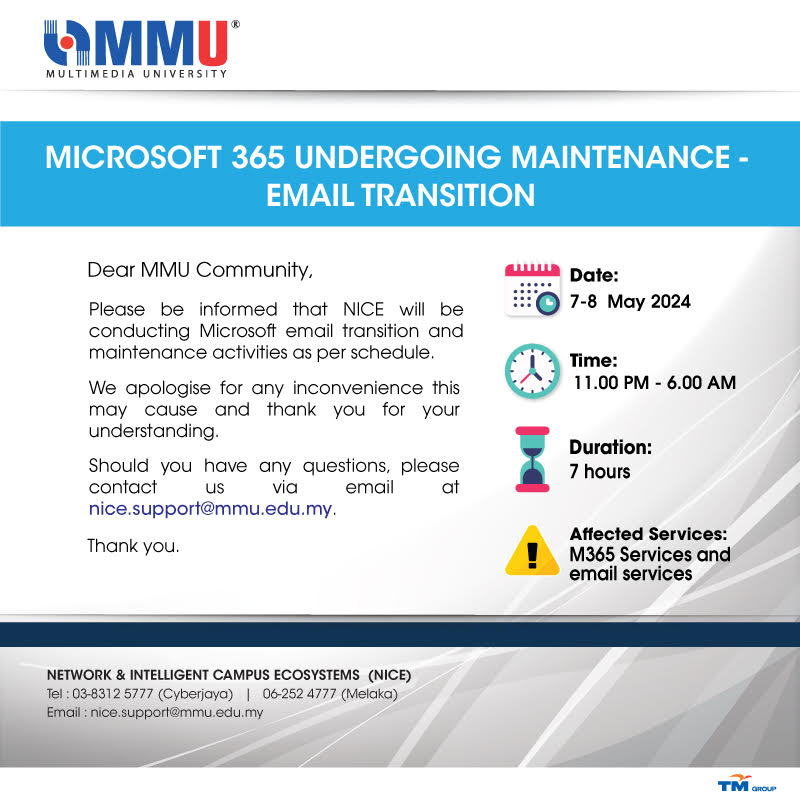 MMU®
MULTIMEDIA UNIVERSITY
MICROSOFT 365 UNDERGOING MAINTENANCE -
EMAIL TRANSITION
Dear MMU Community,
Please be informed that NICE will be
conducting Microsoft email transition and
maintenance activities as per schedule.
We apologise for any inconvenience this
may cause and thank you for your
understanding.
Should you have any questions, please
contact us via email at
nice.support@mmu.edu.my.
Thank you.
Date:
7-8 May 2024
Time:
11.00 PM - 6.00 AM
Duration:
7 hours
Affected Services:
M365 Services and
email services
NETWORK & INTELLIGENT CAMPUS ECOSYSTEMS (NICE)
Tel : 03-8312 5777 (Cyberjaya) | 06-252 4777 (Melaka)
Email : nice.support@mmu.edu.my
TM GROUP